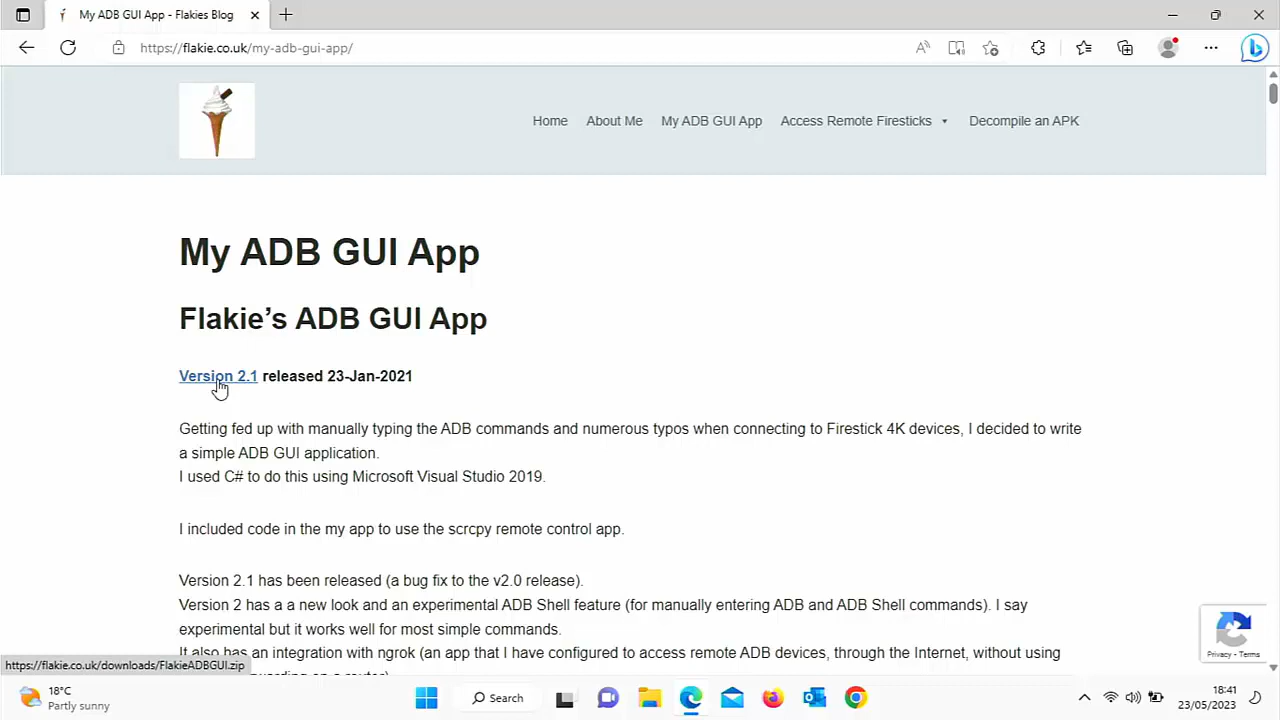 My ADB GUI App - Flakies Blog
https://flakie.co.uk/my-adb-gui-app/
Home About Me My ADB GUI App Access Remote Firesticks Decompile an APK
My ADB GUI App
Flakie’s ADB GUI App
Version 2.1 released 23-Jan-2021
Getting fed up with manually typing the ADB commands and numerous typos when connecting to Firestick 4K devices, I decided to write
a simple ADB GUI application.
I used C# to do this using Microsoft Visual Studio 2019.
I included code in the my app to use the scrcpy remote control app.
Version 2.1 has been released (a bug fix to the v2.0 release).
Version 2 has a a new look and an experimental ADB Shell feature (for manually entering ADB and ADB Shell commands). I say
experimental but it works well for most simple commands.
It also has an integration with ngrok (an app that I have configured to access remote ADB devices, through the Internet, without using
Privacy - Terms
https://flakie.co.uk/downloads/FlakieADBGUI.zip
18°C
Partly sunny
Search
18:41
23/05/2023